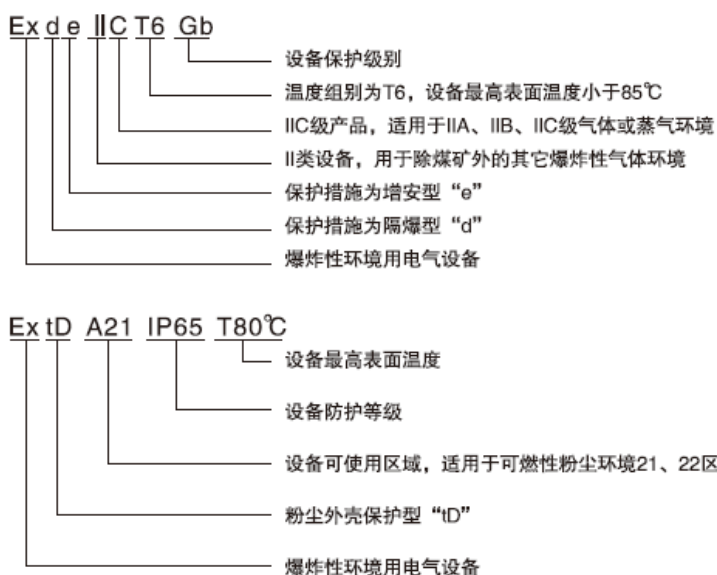 Ex d e ⅡC T6 Gb
设备保护级别
温度组别为T6，设备最高表面温度小于85℃
IIC级产品，适用于IIA、IIB、IIC级气体或蒸气环境
II类设备，用于除煤矿外的其它爆炸性气体环境
保护措施为增安型“e”
保护措施为隔爆型“d”
爆炸性环境用电气设备
Ex tD A21 IP65 T80℃
设备最高表面温度
设备防护等级
设备可使用区域，适用于可燃性粉尘环境21、22区
粉尘外壳保护型“tD”
爆炸性环境用电气设备